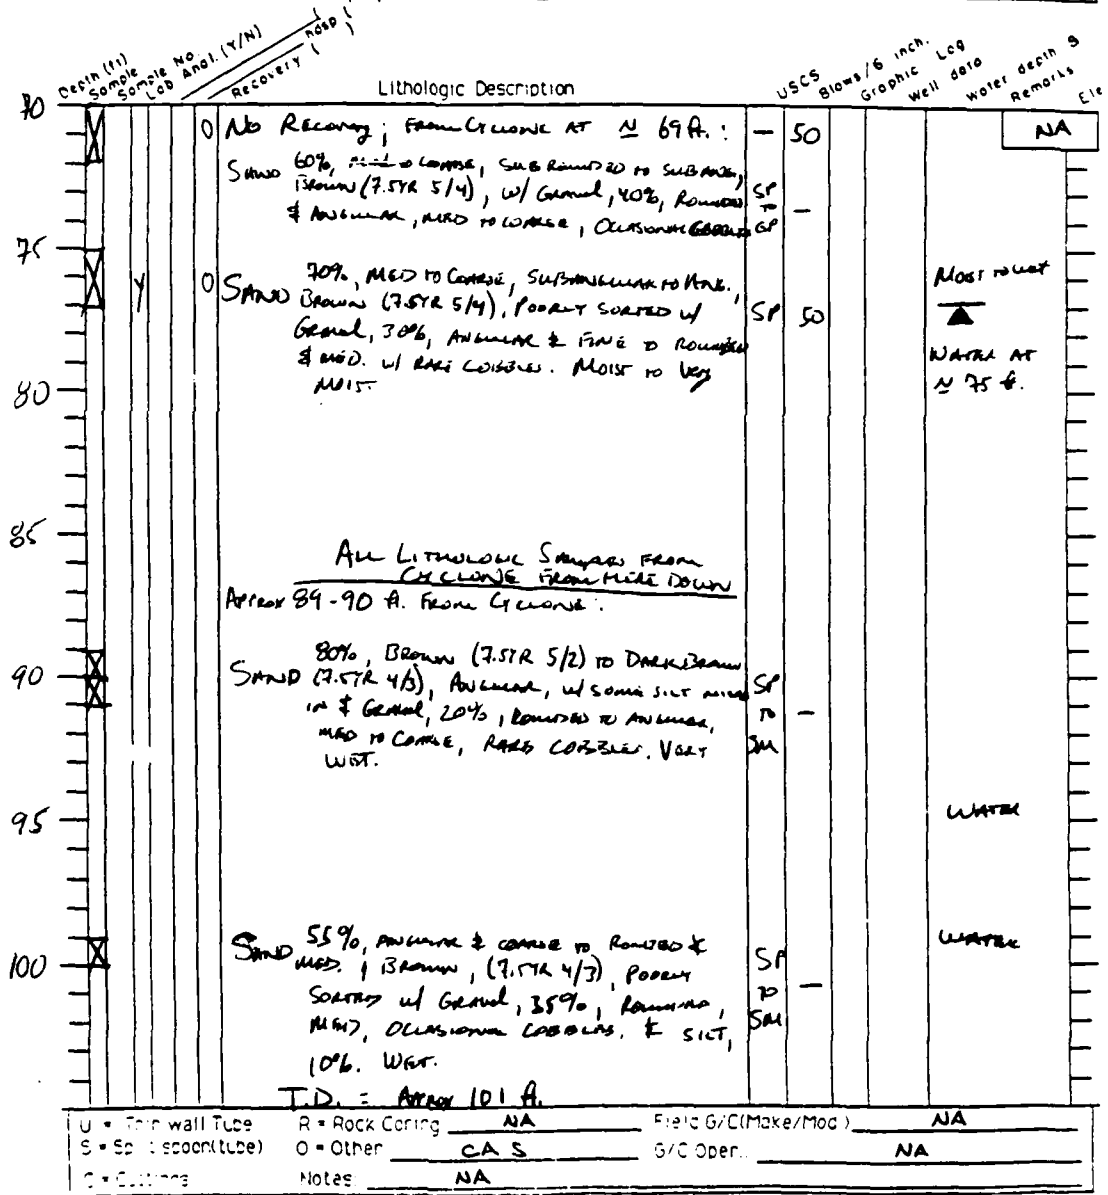 Depth (ft)
Sample
Sample No.
Lab Anal. (Y/N)
Recovery ( )
Lithologic Description
USCS
Blows/6 inch.
Graphic Log
Well data
Water depth &
Remarks
Ele
70
0 No Recovery; From Cyclone at ~ 69 ft.: - 50 NA
Sand 60%, to coarse, sub rounded to subang.,
Brown (7.5YR 5/4), w/ Gravel, 40%, Rounded SP
& Angular, med to coarse, occasional cobbles to GP -
75
Y 0 Sand 70%, med to coarse, subangular to ang., Moist to wet
Brown (7.5YR 5/4), poorly sorted w/ SP 50
Gravel, 30%, angular & fine to rounded
& med. w/ rare cobbles. Moist to very Water at
moist. ~ 75 ft.
80
85
All Lithologic Samples from
Cyclone from here down
Approx 89-90 ft. From Cyclone:
90
Sand 80%, Brown (7.5YR 5/2) to Dark Brown
(7.5YR 4/3), Angular, w/ some silt mixed SP
in & Gravel, 20%, rounded to angular, to -
med to coarse, rare cobbles. Very SM
wet.
95 Water
Sand 55%, angular & coarse to rounded & Water
100
med., Brown, (7.5YR 4/3), Poorly SP
sorted w/ Gravel, 35%, rounded, to -
med, occasional cobbles. & silt, SM
10%. Wet.
T.D. = Approx 101 ft.
U = Thin wall Tube R = Rock Coring NA Field G/C(Make/Mod.) NA
S = Split spoon(tube) O = Other CAS G/C Oper. NA
C = Cuttings Notes: NA